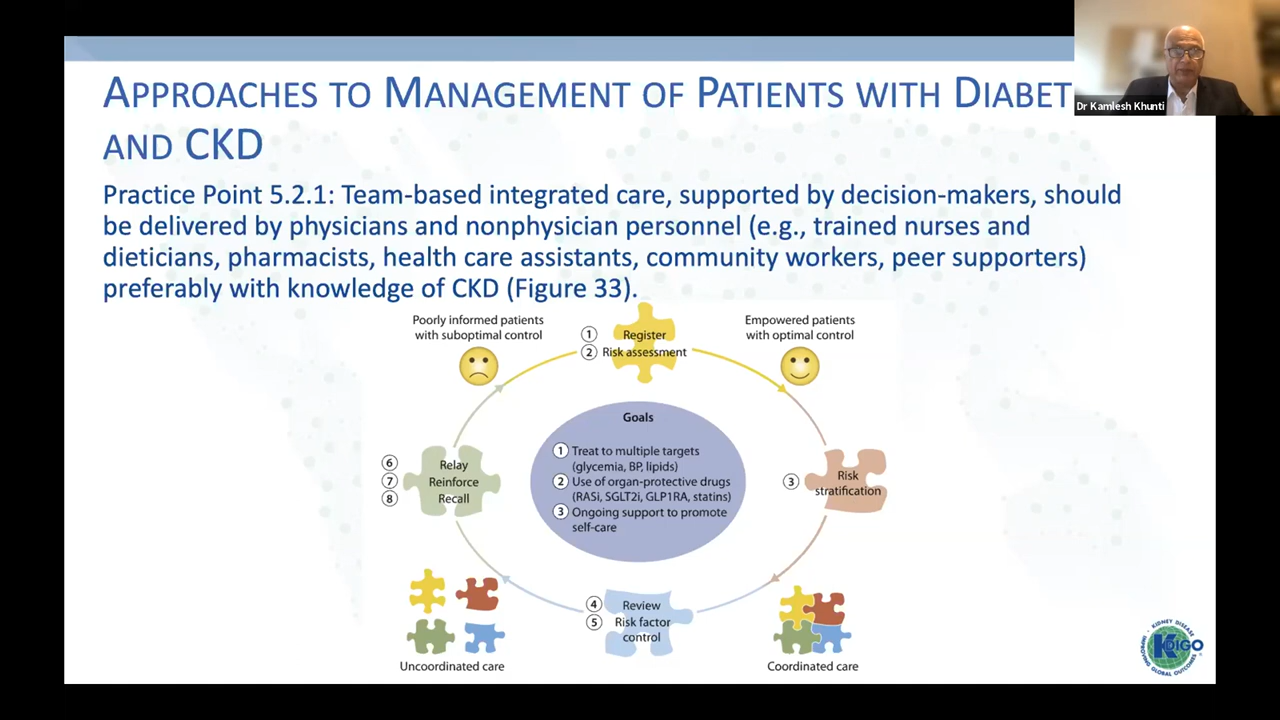 APPROACHES TO MANAGEMENT OF PATIENTS WITH DIABET
AND CKD
Dr Kamlesh Khunti
Practice Point 5.2.1: Team-based integrated care, supported by decision-makers, should
be delivered by physicians and nonphysician personnel (e.g., trained nurses and
dieticians, pharmacists, health care assistants, community workers, peer supporters)
preferably with knowledge of CKD (Figure 33).
Poorly informed patients
with suboptimal control
1 Register
2 Risk assessment
Empowered patients
with optimal control
Goals
1 Treat to multiple targets
(glycemia, BP, lipids)
2 Use of organ-protective drugs
(RASi, SGLT2i, GLP1RA, statins)
3 Ongoing support to promote
self-care
6 Relay
7 Reinforce
8 Recall
3 Risk
stratification
4 Review
5 Risk factor
control
Uncoordinated care
Coordinated care
KIDNEY DISEASE
KDIGO
IMPROVING GLOBAL OUTCOMES